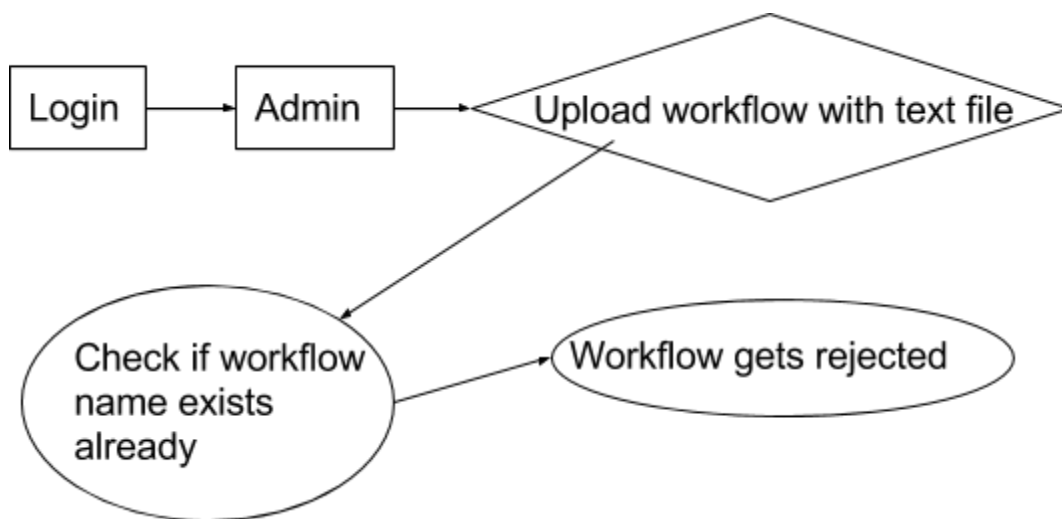 Login
Admin
Upload workflow with text file
Check if workflow
name exists
already
Workflow gets rejected